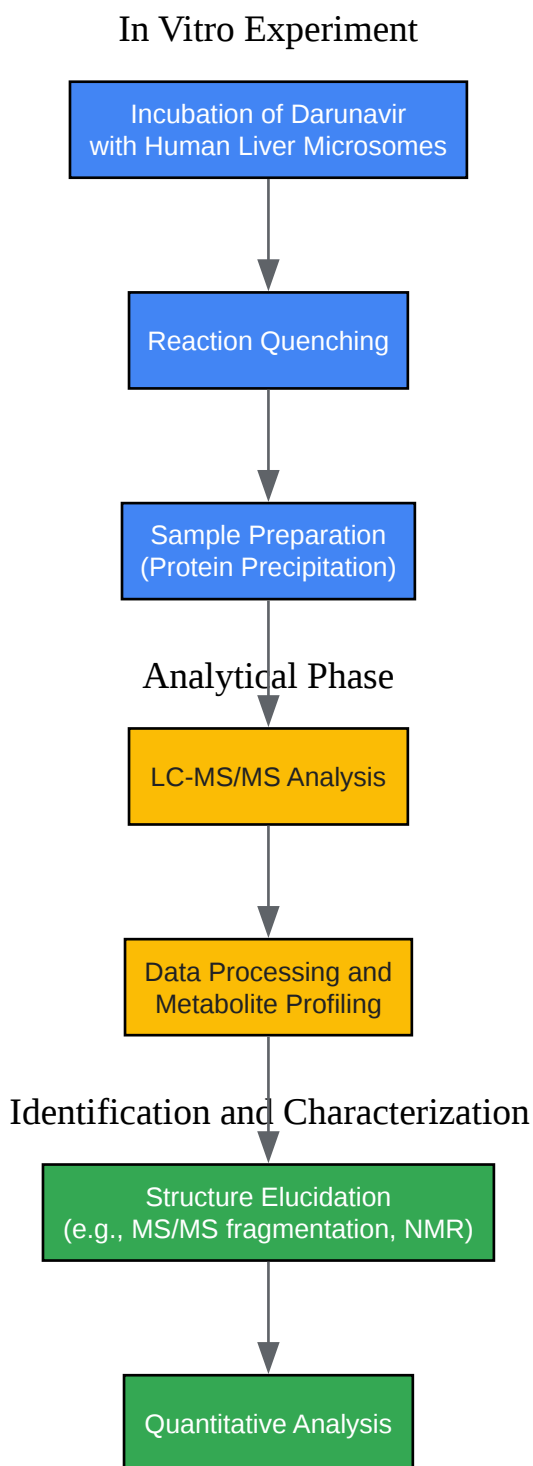 In Vitro Experiment
Incubation of Darunavir
with Human Liver Microsomes
Reaction Quenching
Sample Preparation
(Protein Precipitation)
Analytical Phase
LC-MS/MS Analysis
Data Processing and
Metabolite Profiling
Identification and Characterization
Structure Elucidation
(e.g., MS/MS fragmentation, NMR)
Quantitative Analysis